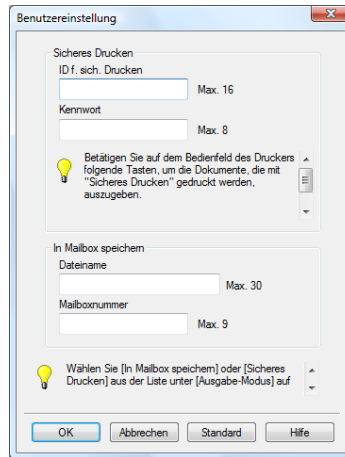 Benutzereinstellung
Sicheres Drucken
ID f. sich. Drucken
Max. 16
Kennwort
Max. 8
Betätigen Sie auf dem Bedienfeld des Druckers
folgende Tasten, um die Dokumente, die mit
"Sicheres Drucken" gedruckt werden,
auszugeben.
In Mailbox speichern
Dateiname
Max. 30
Mailboxnummer
Max. 9
Wählen Sie [In Mailbox speichern] oder [Sicheres
Drucken] aus der Liste unter [Ausgabe-Modus] auf
OK Abbrechen Standard Hilfe